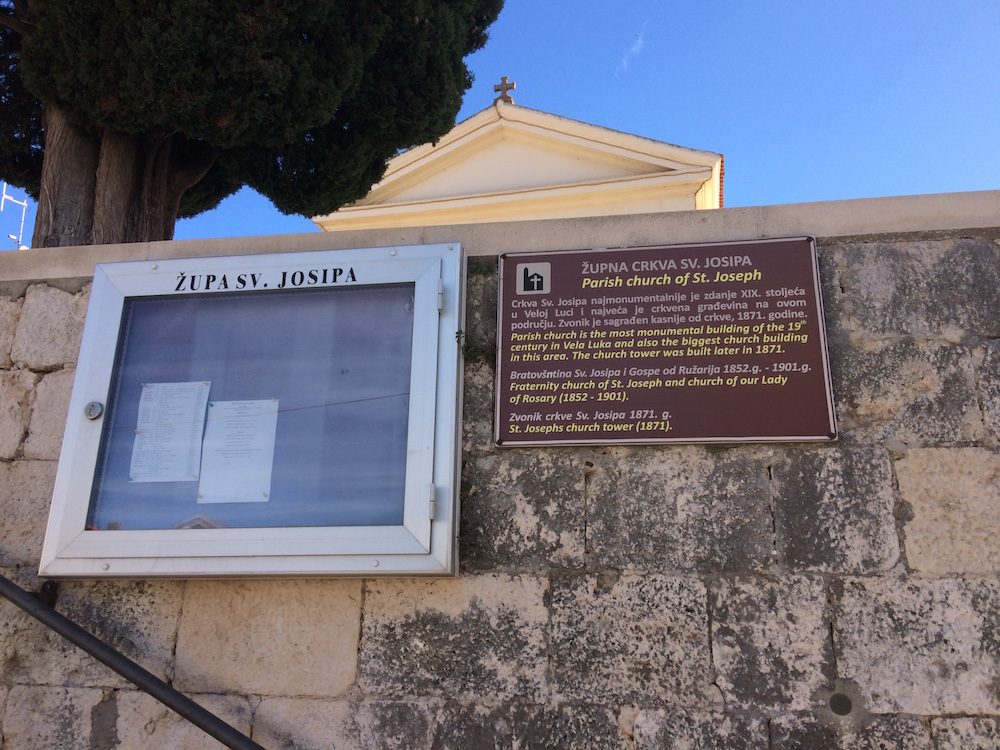 ŽUPA SV. JOSIPA
ŽUPNA CRKVA SV. JOSIPA
Parish church of St. Joseph
Crkva Sv. Josipa najmonumentalnije je zdanje XIX. stoljeća
u Veloj Luci i najveća je crkvena građevina na ovom
području. Zvonik je sagrađen kasnije od crkve, 1871. godine.
Parish church is the most monumental building of the 19th
century in Vela Luka and also the biggest church building
in this area. The church tower was built later in 1871.
Bratovšntina Sv. Josipa i Gospe od Ružarija 1852.g. - 1901.g.
Fraternity church of St. Joseph and church of our Lady
of Rosary (1852 - 1901).
Zvonik crkve Sv. Josipa 1871. g.
St. Josephs church tower (1871).